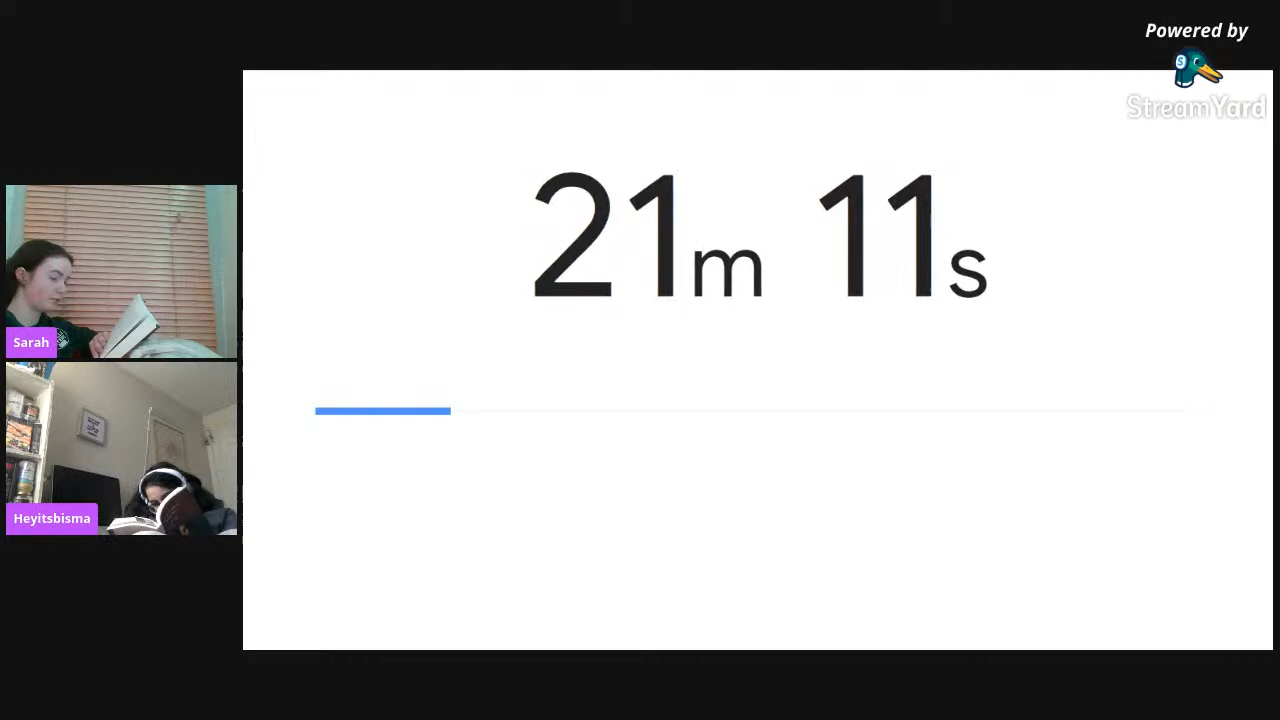 Powered by
StreamYard
21m 11s
Sarah
Heyitsbisma